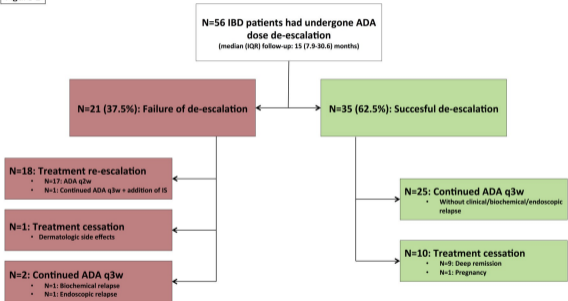 N=56 IBD patients had undergone ADA
dose de-escalation
(median (IQR) follow-up: 15 (7.9-30.6) months)
N=21 (37.5%): Failure of de-escalation
N=35 (62.5%): Succesful de-escalation
N=18: Treatment re-escalation
• N=17: ADA q2w
• N=1: Continued ADA q3w + addition of IS
N=1: Treatment cessation
• Dermatologic side effects
N=2: Continued ADA q3w
• N=1: Biochemical relapse
• N=1: Endoscopic relapse
N=25: Continued ADA q3w
• Without clinical/biochemical/endoscopic
relapse
N=10: Treatment cessation
• N=9: Deep remission
• N=1: Pregnancy